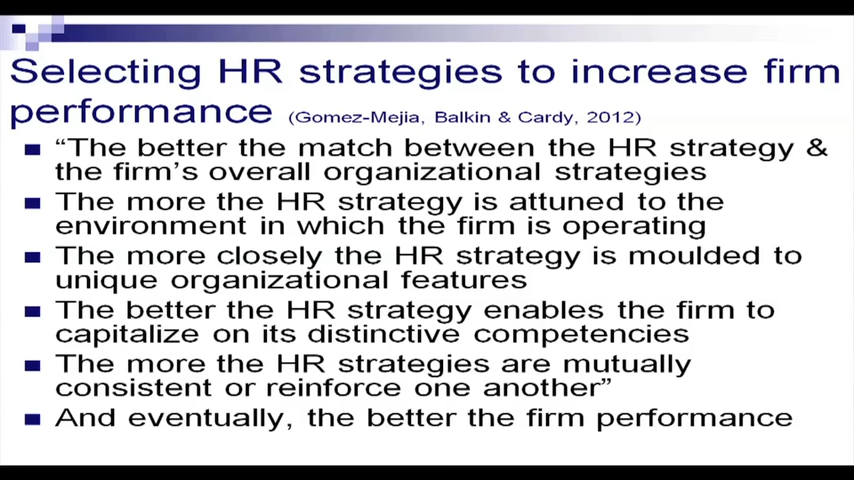 Selecting HR strategies to increase firm
performance (Gomez-Mejia, Balkin & Cardy, 2012)
“The better the match between the HR strategy &
the firm’s overall organizational strategies
The more the HR strategy is attuned to the
environment in which the firm is operating
The more closely the HR strategy is moulded to
unique organizational features
The better the HR strategy enables the firm to
capitalize on its distinctive competencies
The more the HR strategies are mutually
consistent or reinforce one another”
And eventually, the better the firm performance